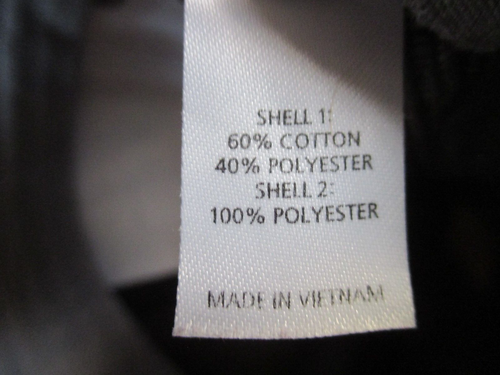 SHELL 1:
60% COTTON
40% POLYESTER
SHELL 2:
100% POLYESTER
MADE IN VIETNAM